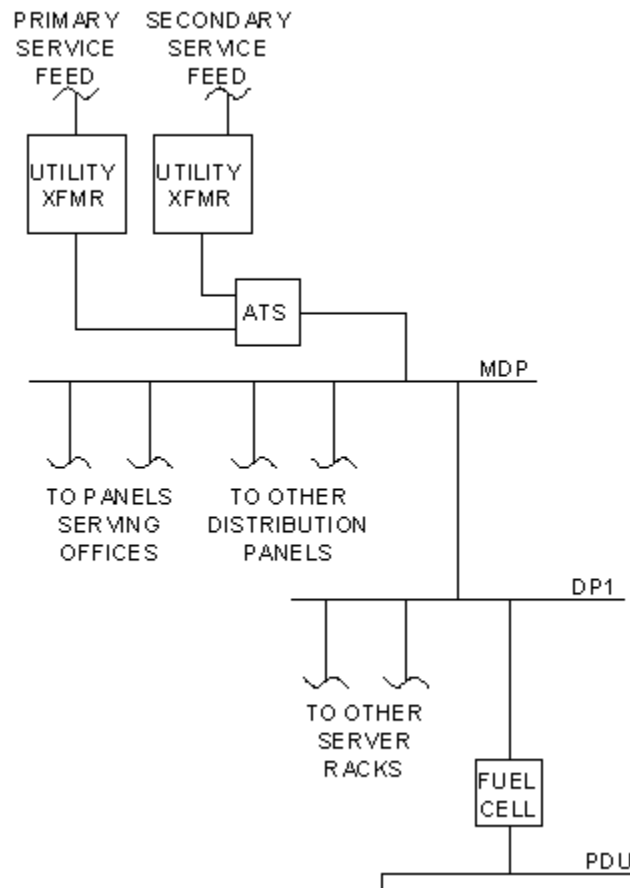 PRIMARY
SERVICE
FEED
SECONDARY
SERVICE
FEED
UTILITY
XFMR
UTILITY
XFMR
ATS
MDP
TO PANELS
SERVING
OFFICES
TO OTHER
DISTRIBUTION
PANELS
DP1
TO OTHER
SERVER
RACKS
FUEL
CELL
PDU